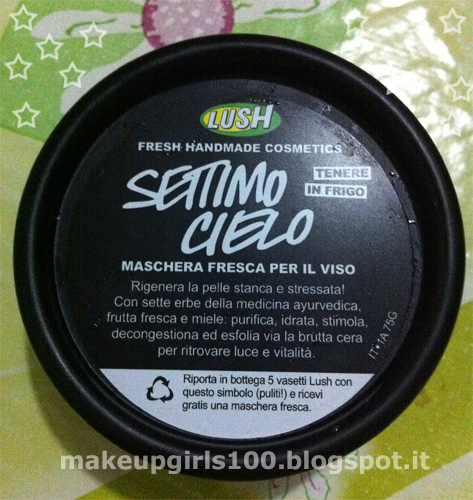 LUSH
FRESH HANDMADE COSMETICS
SETTIMO
CIELO
TENERE
IN FRIGO
MASCHERA FRESCA PER IL VISO
Rigenera la pelle stanca e stressata!
Con sette erbe della medicina ayurvedica,
frutta fresca e miele: purifica, idrata, stimola,
decongestiona ed esfolia via la brutta cera
per ritrovare luce e vitalità.
IT•1A 75G
Riporta in bottega 5 vasetti Lush con
questo simbolo (puliti!) e ricevi
gratis una maschera fresca.
makeupgirls100.blogspot.it